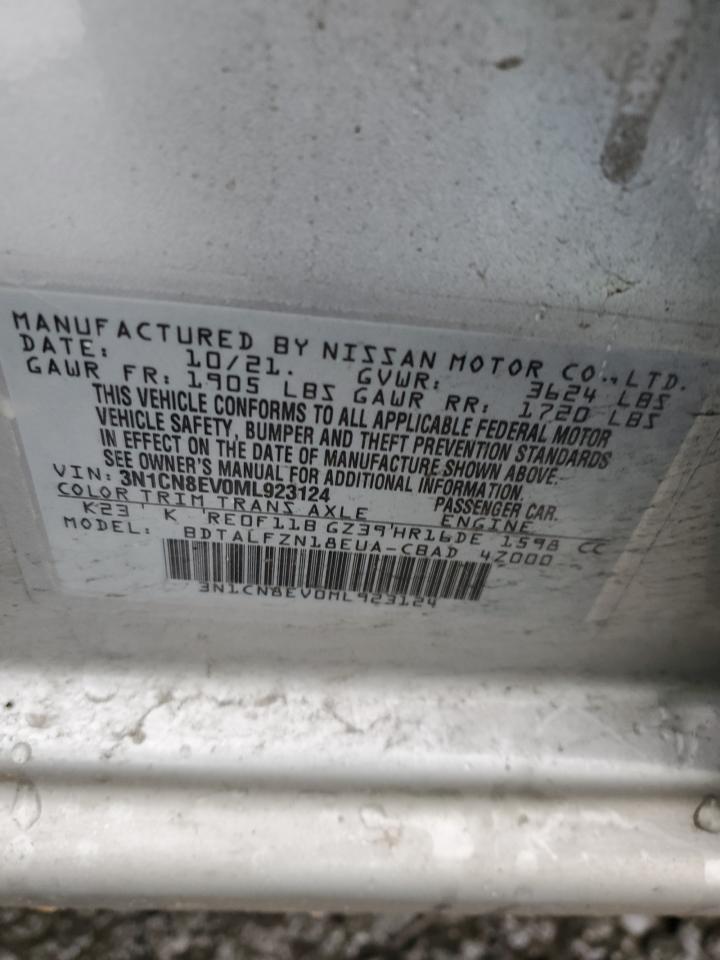 MANUFACTURED BY NISSAN MOTOR CO., LTD.
DATE: 10/21. GVWR: 3624 LBS
GAWR FR: 1905 LBS GAWR RR: 1720 LBS
THIS VEHICLE CONFORMS TO ALL APPLICABLE FEDERAL MOTOR
VEHICLE SAFETY, BUMPER AND THEFT PREVENTION STANDARDS
IN EFFECT ON THE DATE OF MANUFACTURE SHOWN ABOVE.
SEE OWNER'S MANUAL FOR ADDITIONAL INFORMATION.
VIN: 3N1CN8EV0ML923124 PASSENGER CAR.
COLOR TRIM TRANS AXLE ENGINE
K23 ' K 'RE0F11B GZ39'HR16DE 1598 CC
MODEL: BDTALFZN18EUA-CBAD 4Z000
3N1CN8EV0ML923124